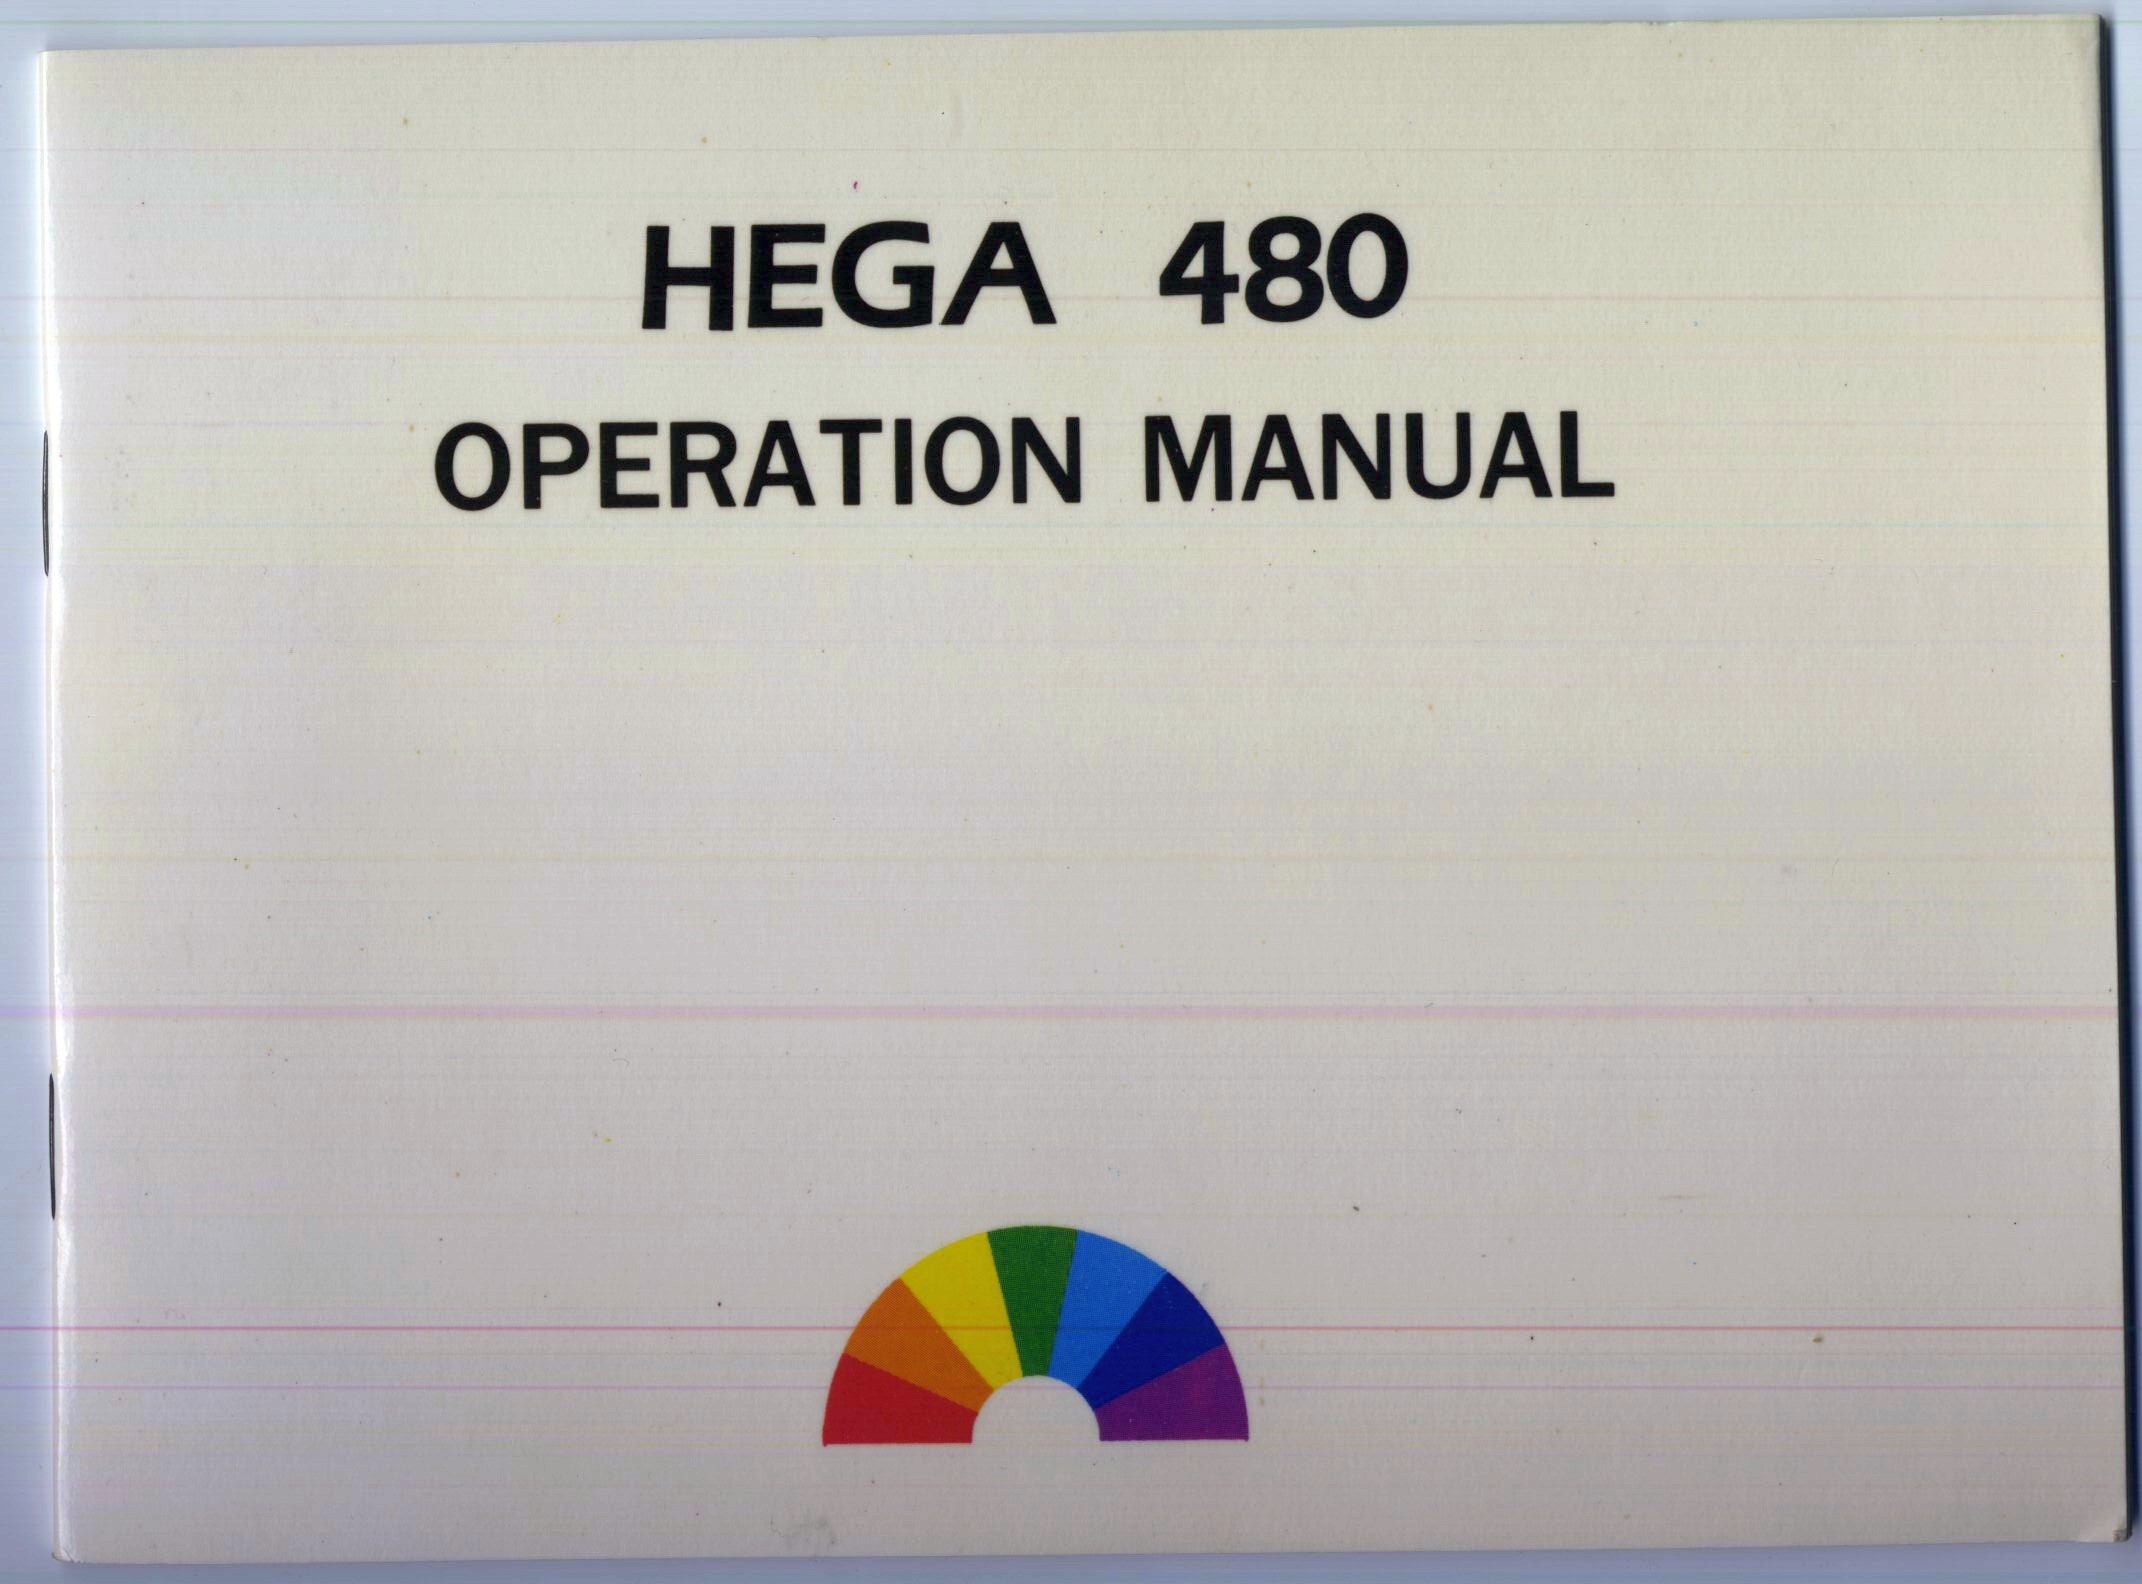 HEGA 480
OPERATION MANUAL